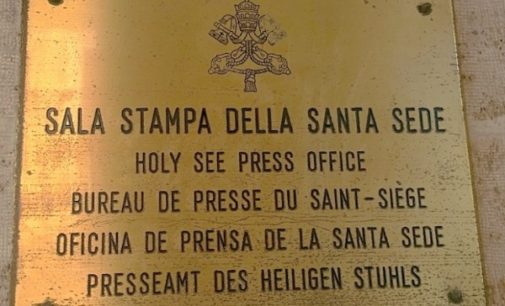 SALA STAMPA DELLA SANTA SEDE
HOLY SEE PRESS OFFICE
BUREAU DE PRESSE DU SAINT-SIÈGE
OFICINA DE PRENSA DE LA SANTA SEDE
PRESSEAMT DES HEILIGEN STUHLS